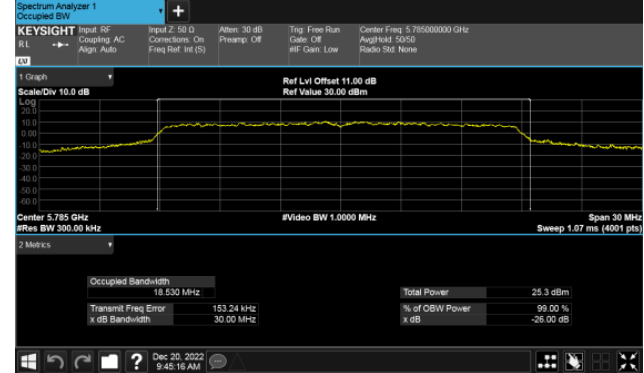 Spectrum Analyzer 1
Occupied BW
+
KEYSIGHT Input: RF Input Z: 50 Ω Atten: 30 dB Trig: Free Run Center Freq: 5.785000000 GHz
RL Coupling: AC Corrections: On Preamp: Off Gate: Off Avg|Hold: 50/50
Align: Auto Freq Ref: Int (S) #IF Gain: Low Radio Std: None
LXI
1 Graph
Ref Lvl Offset 11.00 dB
Scale/Div 10.0 dB Ref Value 30.00 dBm
Log
20.0
10.0
0.00
-10.0
-20.0
-30.0
-40.0
-50.0
-60.0
Center 5.785 GHz #Video BW 1.0000 MHz Span 30 MHz
#Res BW 300.00 kHz Sweep 1.07 ms (4001 pts)
2 Metrics
Occupied Bandwidth
18.530 MHz Total Power 25.3 dBm
Transmit Freq Error 153.24 kHz % of OBW Power 99.00 %
x dB Bandwidth 30.00 MHz x dB -26.00 dB
? Dec 20, 2022
9:45:16 AM